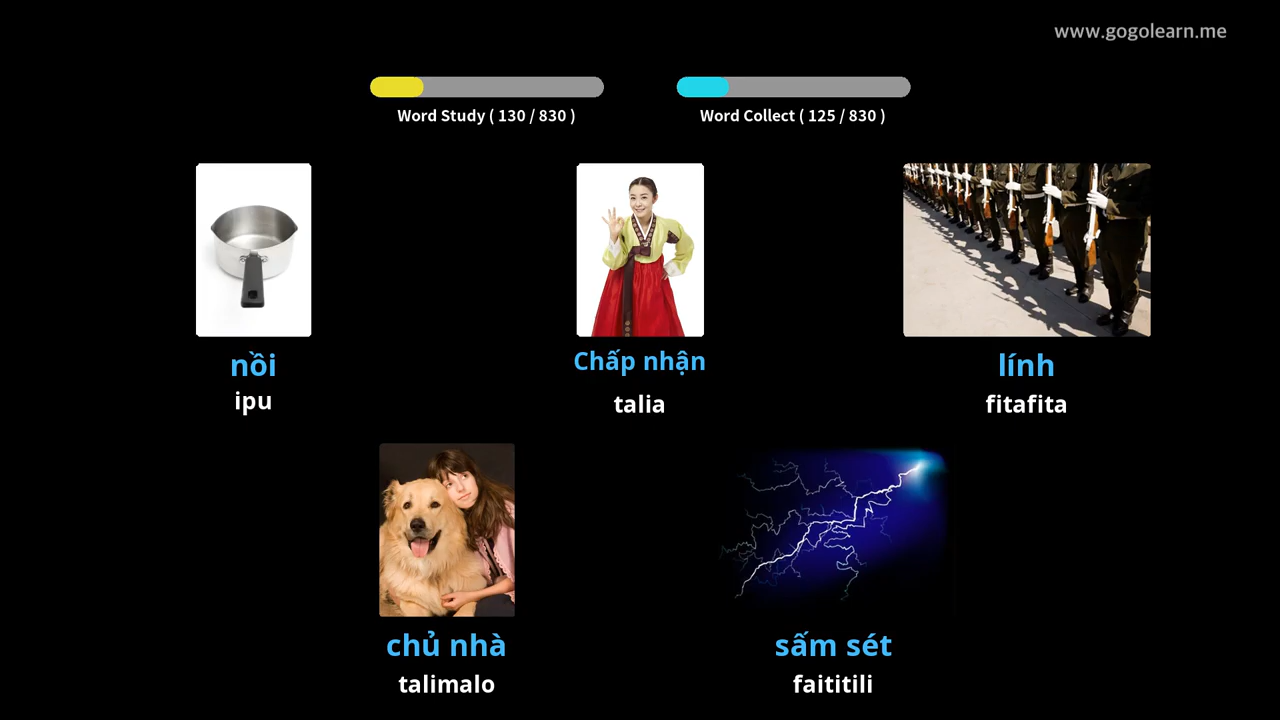 www.gogolearn.me
Word Study ( 130 / 830 )
Word Collect ( 125 / 830 )
nồi
ipu
Chấp nhận
talia
lính
fitafita
chủ nhà
talimalo
sấm sét
faititili